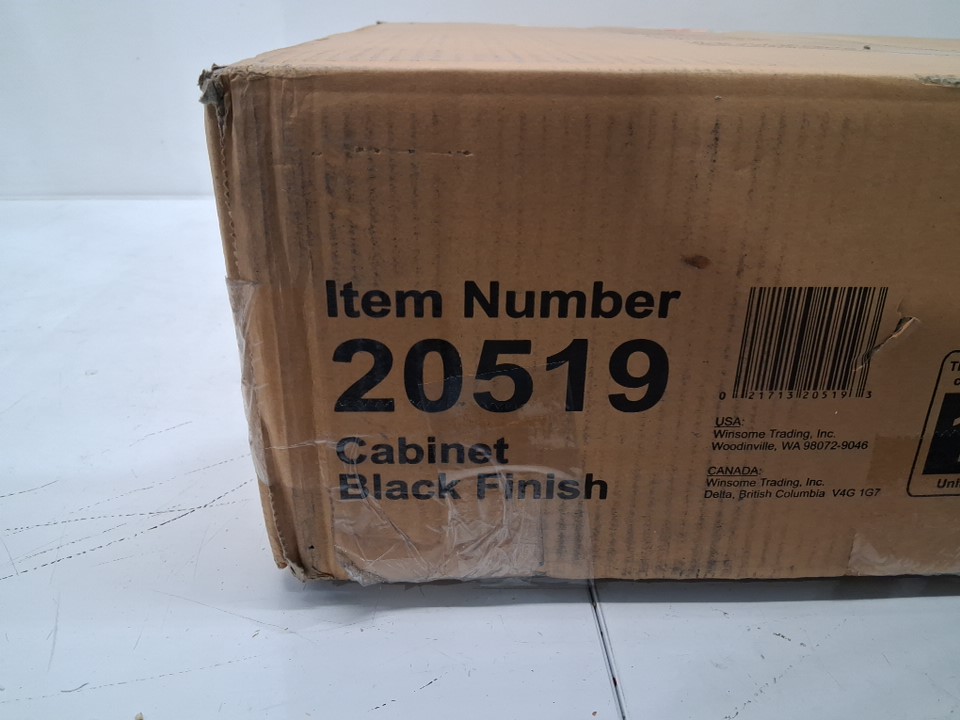 Item Number
20519
Cabinet
Black Finish
0 21713 20519 3
USA:
Winsome Trading, Inc.
Woodinville, WA 98072-9046
CANADA:
Winsome Trading, Inc.
Delta, British Columbia V4G 1G7